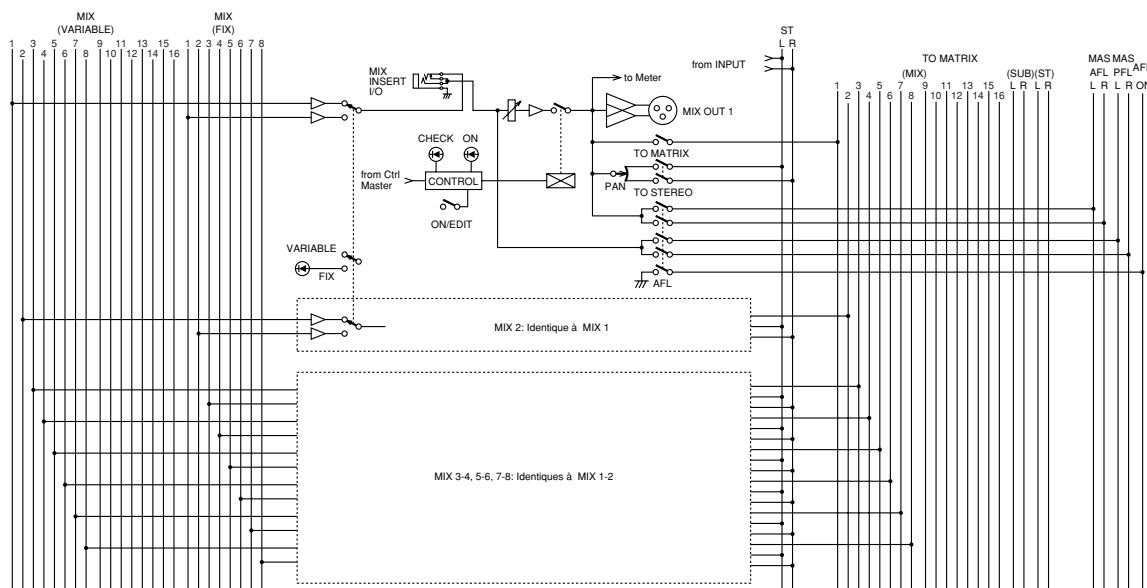 MIX
(VARIABLE)
1 2 3 4 5 6 7 8 9 10 11 12 13 14 15 16
MIX
(FIX)
1 2 3 4 5 6 7 8
MIX
INSERT
I/O
to Meter
MIX OUT 1
ST
L R
from INPUT
TO MATRIX
(MIX)
1 2 3 4 5 6 7 8 9 10 11 12 13 14 15 16
(SUB)(ST)
L R L R
MAS MAS
AFL PFL AFL
L R L R ON
CHECK ON
from Ctrl
Master
CONTROL
ON/EDIT
TO MATRIX
PAN
TO STEREO
VARIABLE
FIX
AFL
MIX 2: Identique à MIX 1
MIX 3-4, 5-6, 7-8: Identiques à MIX 1-2